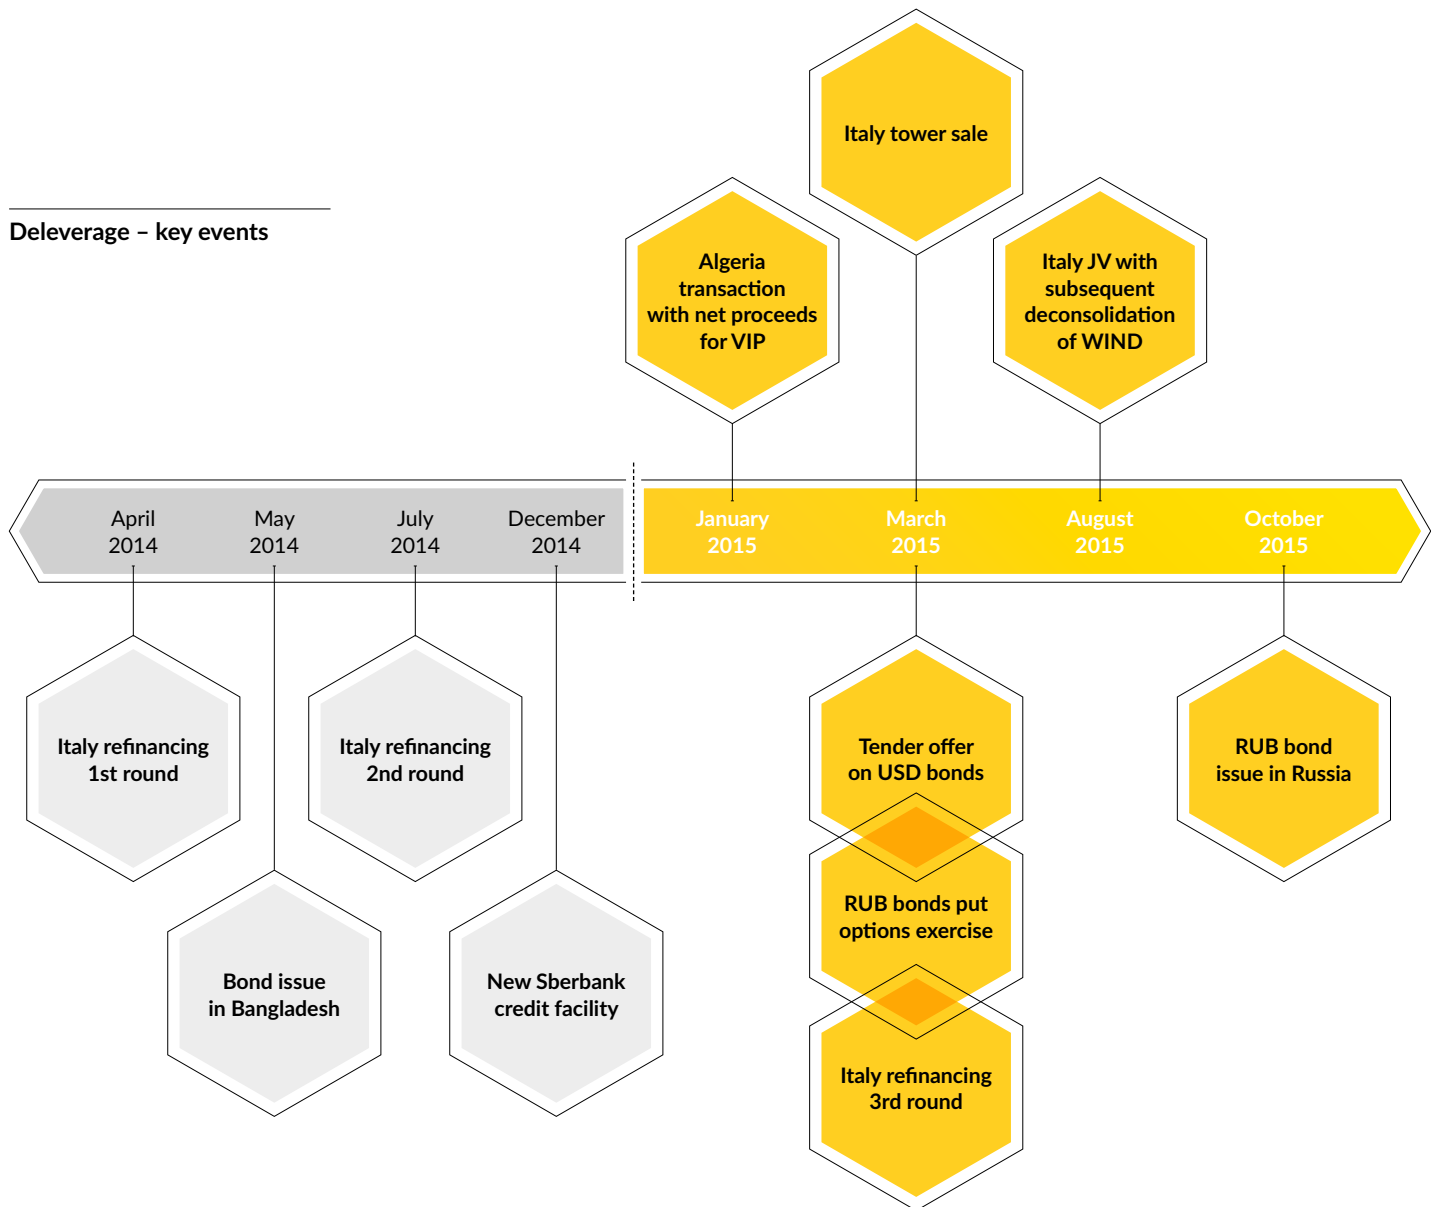 Deleverage – key events
Italy tower sale
Algeria
transaction
with net proceeds
for VIP
Italy JV with
subsequent
deconsolidation
of WIND
April
2014
May
2014
July
2014
December
2014
January
2015
March
2015
August
2015
October
2015
Italy refinancing
1st round
Bond issue
in Bangladesh
Italy refinancing
2nd round
New Sberbank
credit facility
Tender offer
on USD bonds
RUB bonds put
options exercise
Italy refinancing
3rd round
RUB bond
issue in Russia